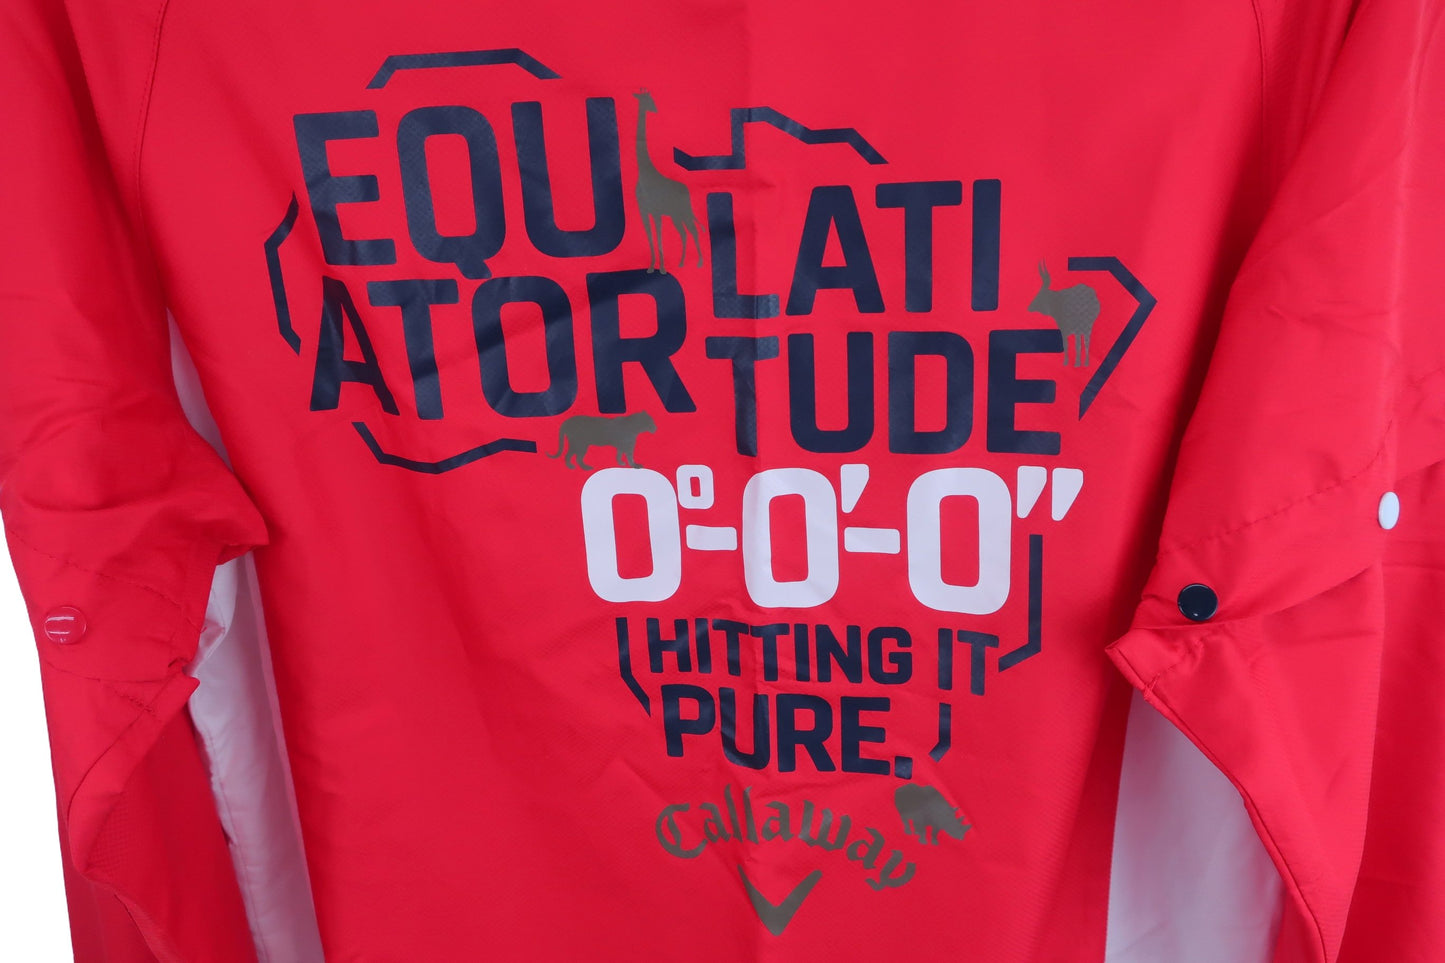 EQU
ATOR
LATI
TUDE
0°-0'-0"
HITTING IT
PURE.
Callaway